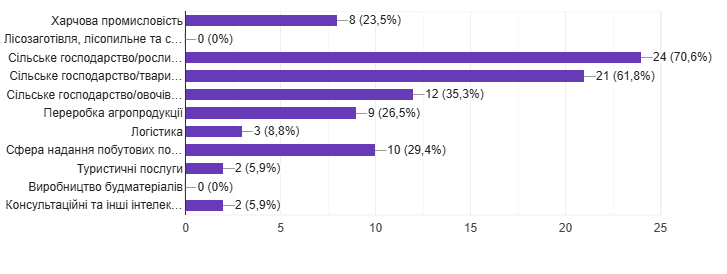 Харчова промисловість 8 (23,5%)
Лісозаготівля, лісопильне та с… 0 (0%)
Сільське господарство/росли… 24 (70,6%)
Сільське господарство/твари… 21 (61,8%)
Сільське господарство/овочів… 12 (35,3%)
Переробка агропродукції 9 (26,5%)
Логістика 3 (8,8%)
Сфера надання побутових по… 10 (29,4%)
Туристичні послуги 2 (5,9%)
Виробництво будматеріалів 0 (0%)
Консультаційні та інші інтелек… 2 (5,9%)
0 5 10 15 20 25